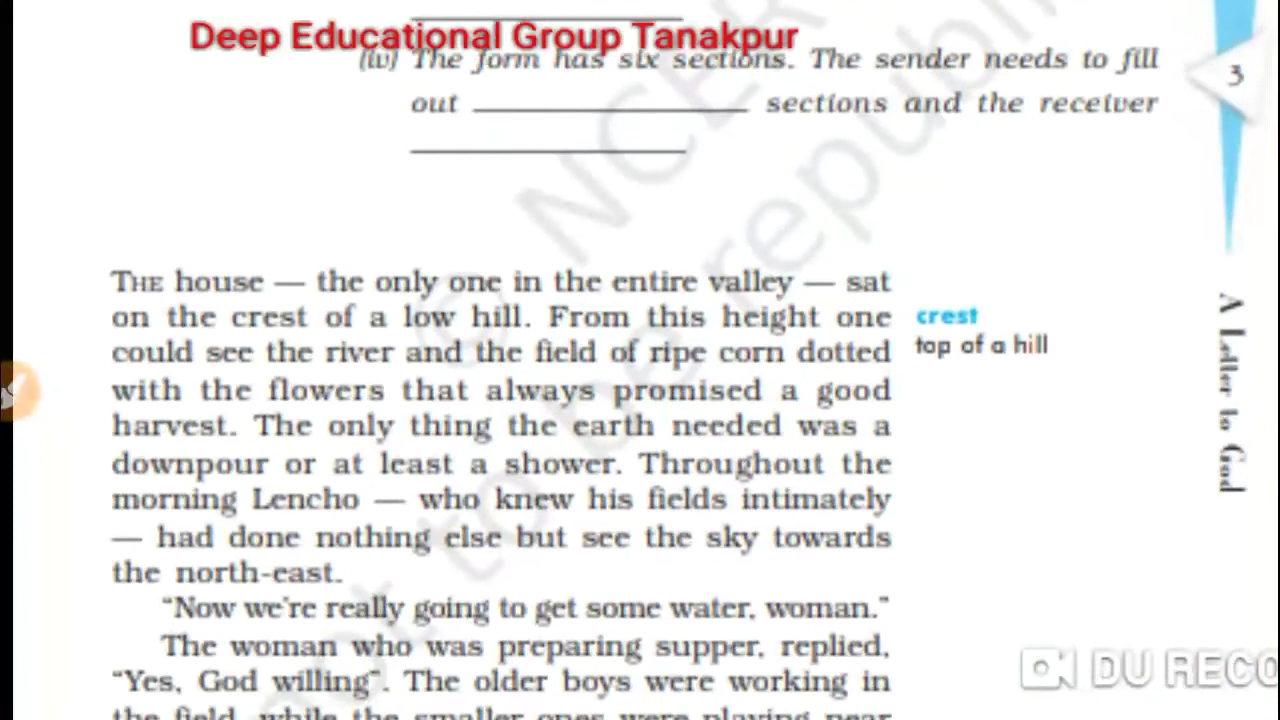 Deep Educational Group Tanakpur
(iv) The form has six sections. The sender needs to fill
out ____________ sections and the receiver
____________
3
THE house — the only one in the entire valley — sat
on the crest of a low hill. From this height one
could see the river and the field of ripe corn dotted
with the flowers that always promised a good
harvest. The only thing the earth needed was a
downpour or at least a shower. Throughout the
morning Lencho — who knew his fields intimately
— had done nothing else but see the sky towards
the north-east.
“Now we're really going to get some water, woman.”
The woman who was preparing supper, replied,
“Yes, God willing”. The older boys were working in
the field, while the smaller ones were playing near
crest
top of a hill
A Letter to God
© NCER
not to be republi
DU RECO